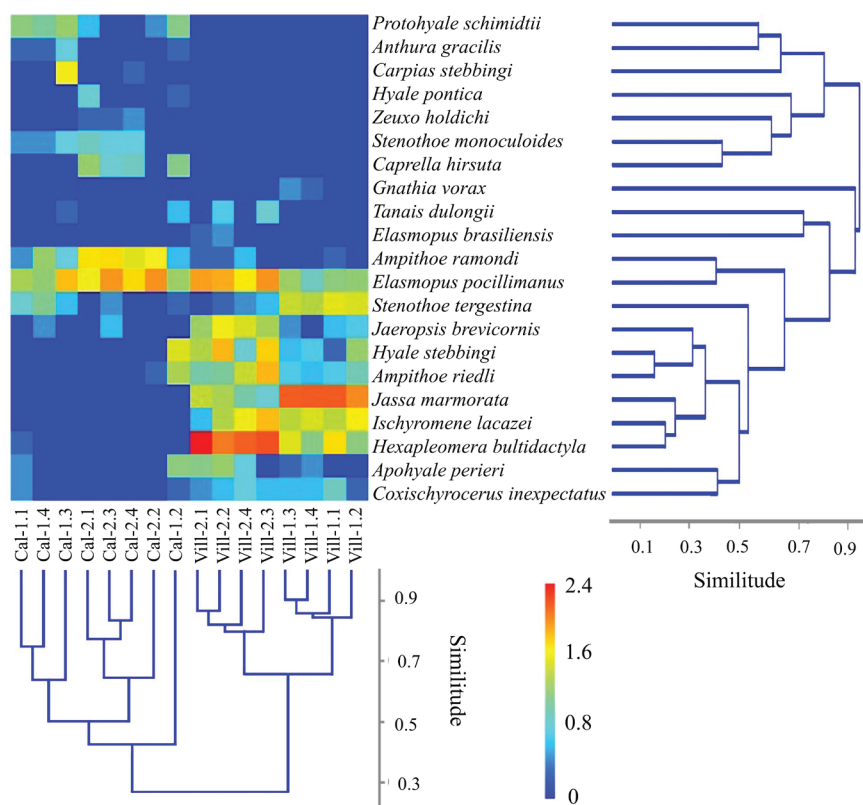 Protohyale schimidtii
Anthura gracilis
Carpias stebbingi
Hyale pontica
Zeuxo holdichi
Stenothoe monoculoides
Caprella hirsuta
Gnathia vorax
Tanais dulongii
Elasmopus brasiliensis
Ampithoe ramondi
Elasmopus pocillimanus
Stenothoe tergestina
Jaeropsis brevicornis
Hyale stebbingi
Ampithoe riedli
Jassa marmorata
Ischyromene lacazei
Hexapleomera bultidactyla
Apohyale perieri
Coxischyrocerus inexpectatus
0.1 0.3 0.5 0.7 0.9
Similitude
Cal-1.1
Cal-1.4
Cal-1.3
Cal-2.1
Cal-2.3
Cal-2.4
Cal-2.2
Cal-1.2
Vill-2.1
Vill-2.2
Vill-2.4
Vill-2.3
Vill-1.3
Vill-1.4
Vill-1.1
Vill-1.2
0.9
0.7
0.5
0.3
Similitude
2.4
1.6
0.8
0